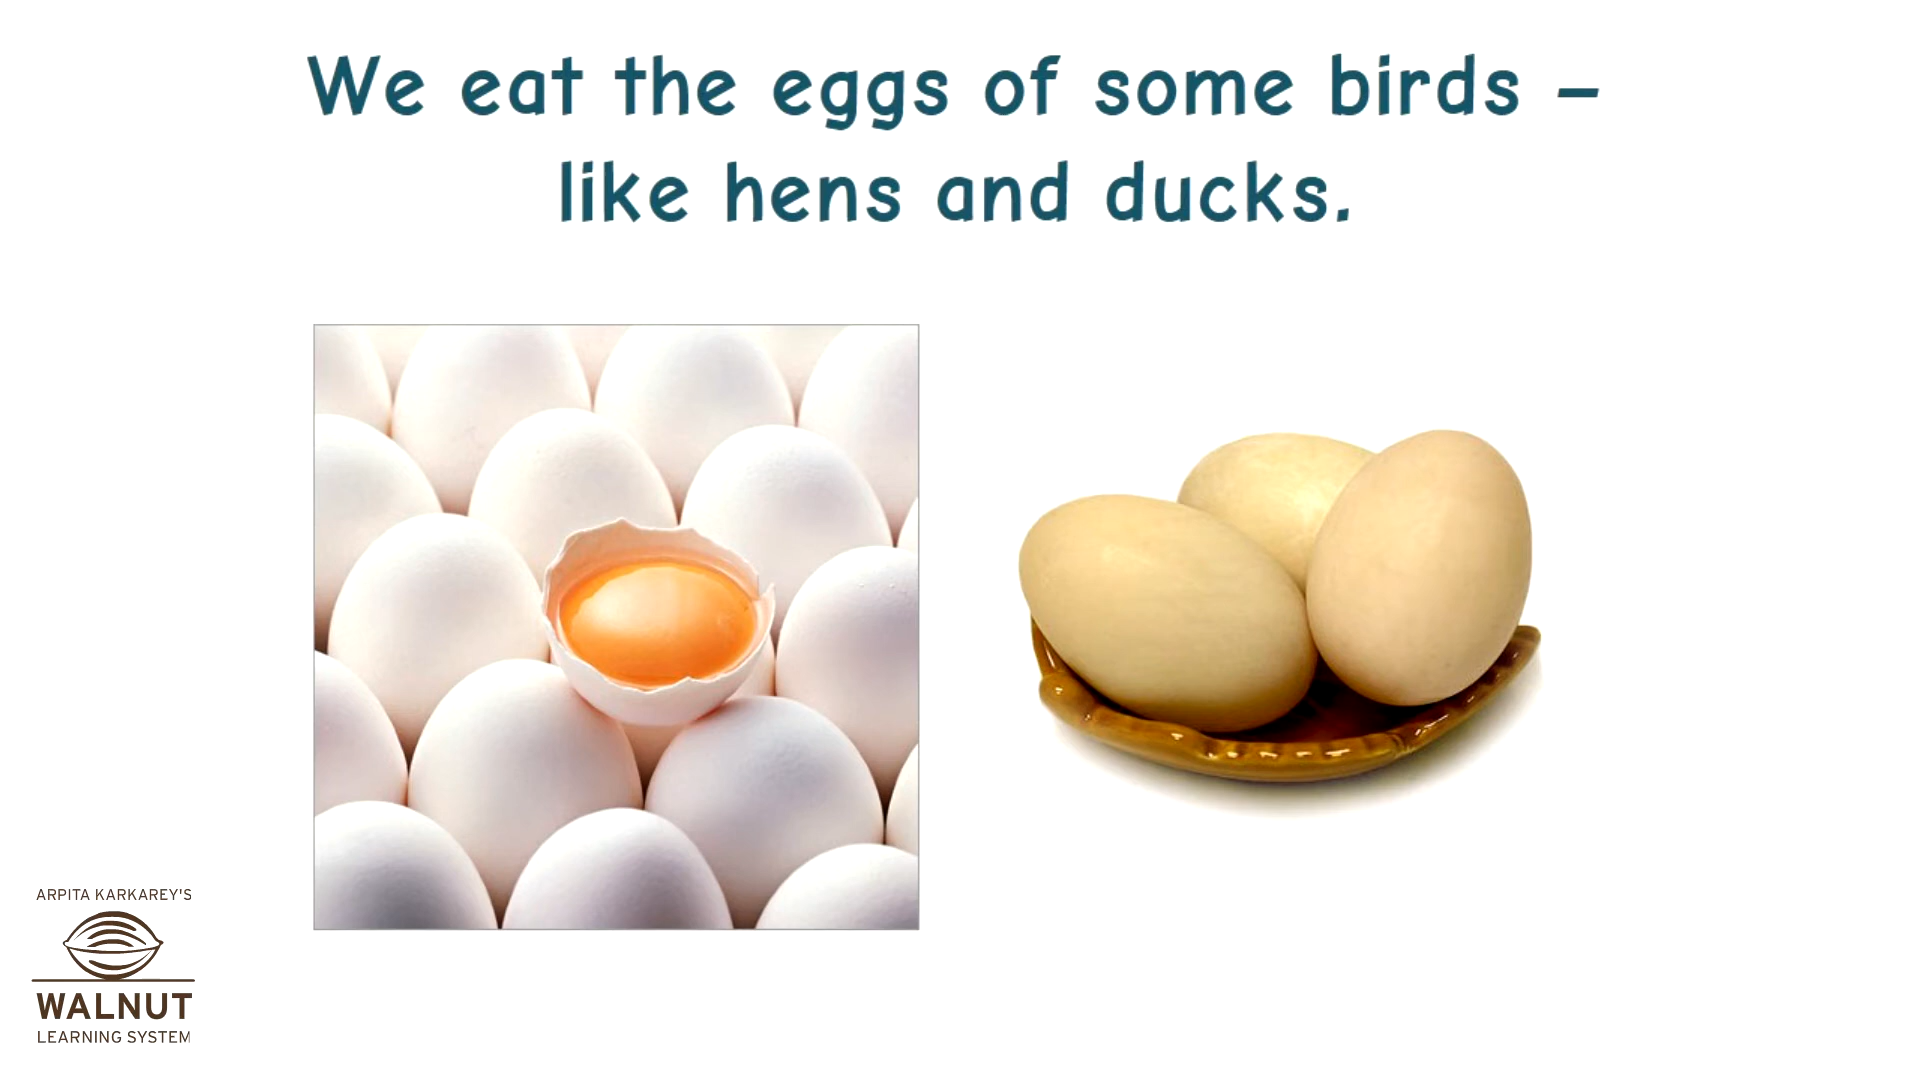 We eat the eggs of some birds –
like hens and ducks.
ARPITA KARKAREY'S
WALNUT
LEARNING SYSTEM